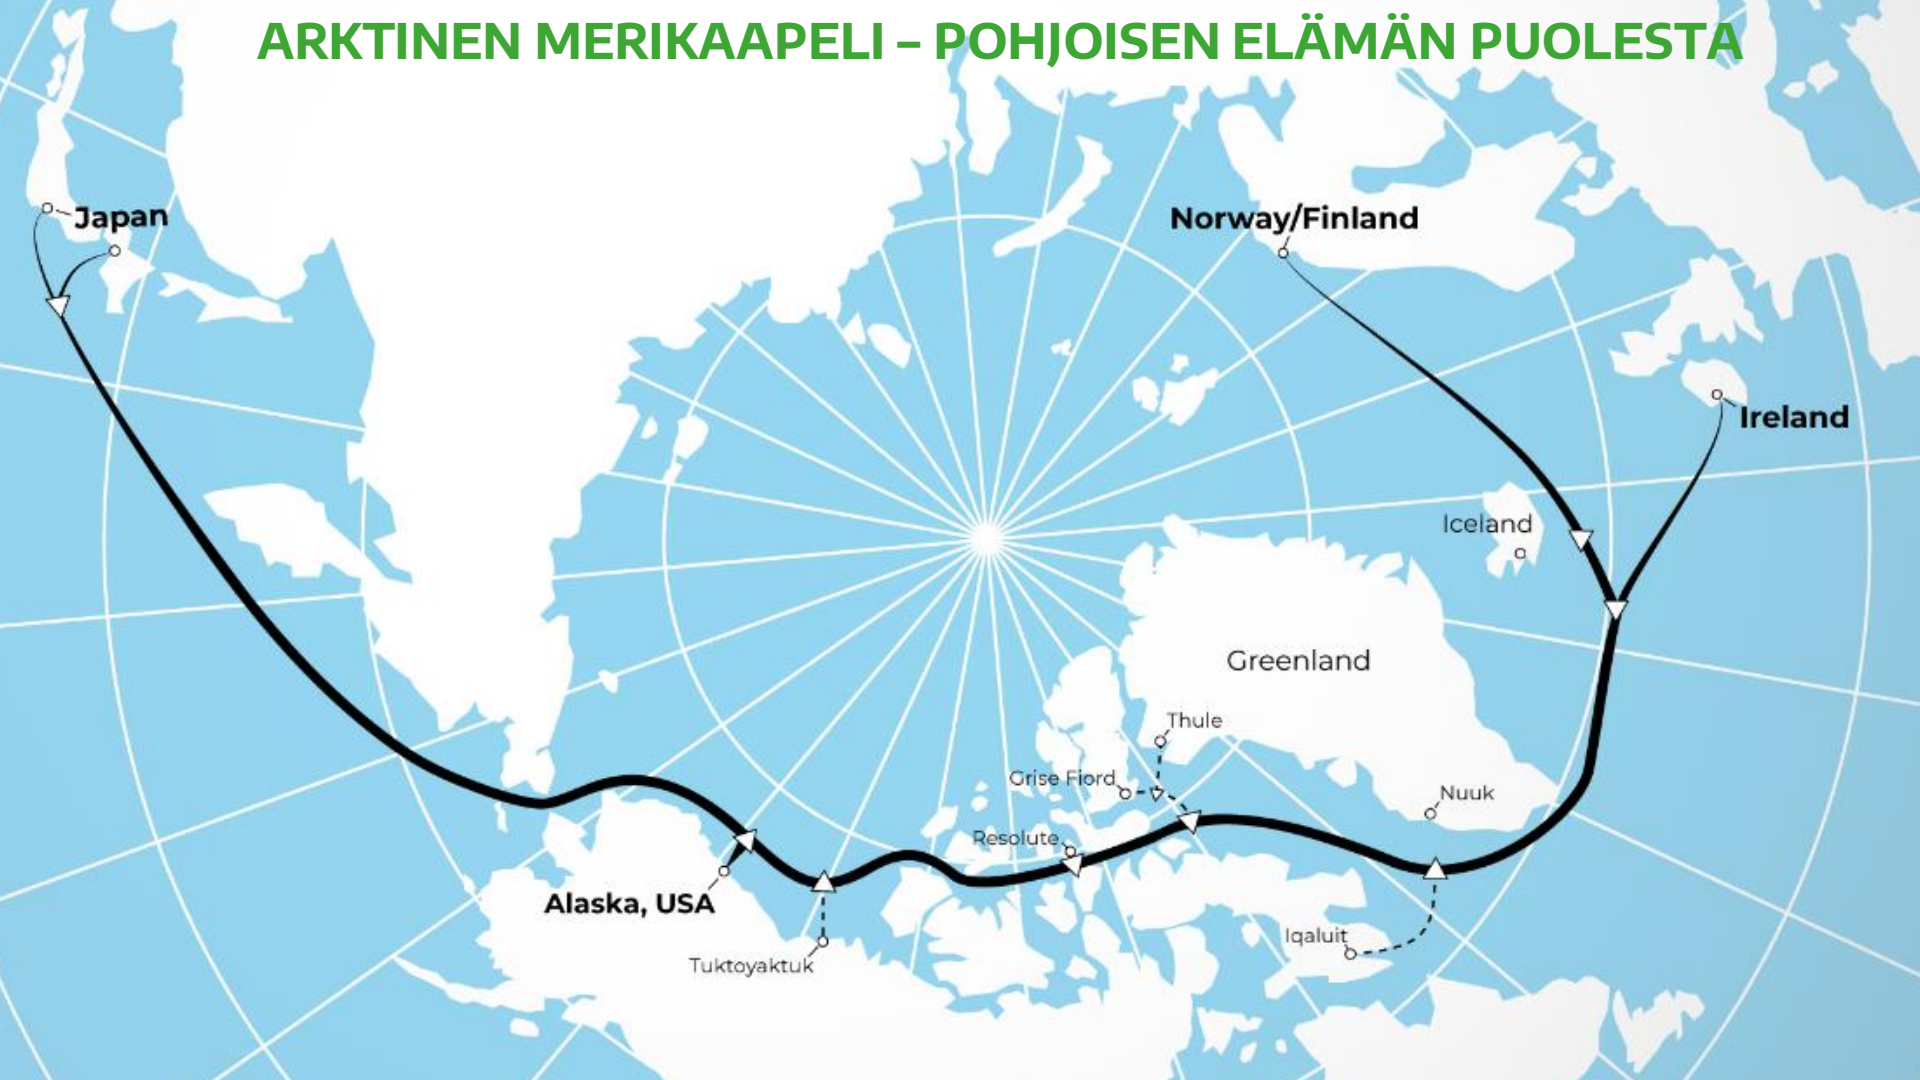 ARKTINEN MERIKAAPELI – POHJOISEN ELÄMÄN PUOLESTA
Japan
Norway/Finland
Ireland
Iceland
Greenland
Thule
Grise Fiord
Nuuk
Resolute
Alaska, USA
Iqaluit
Tuktoyaktuk